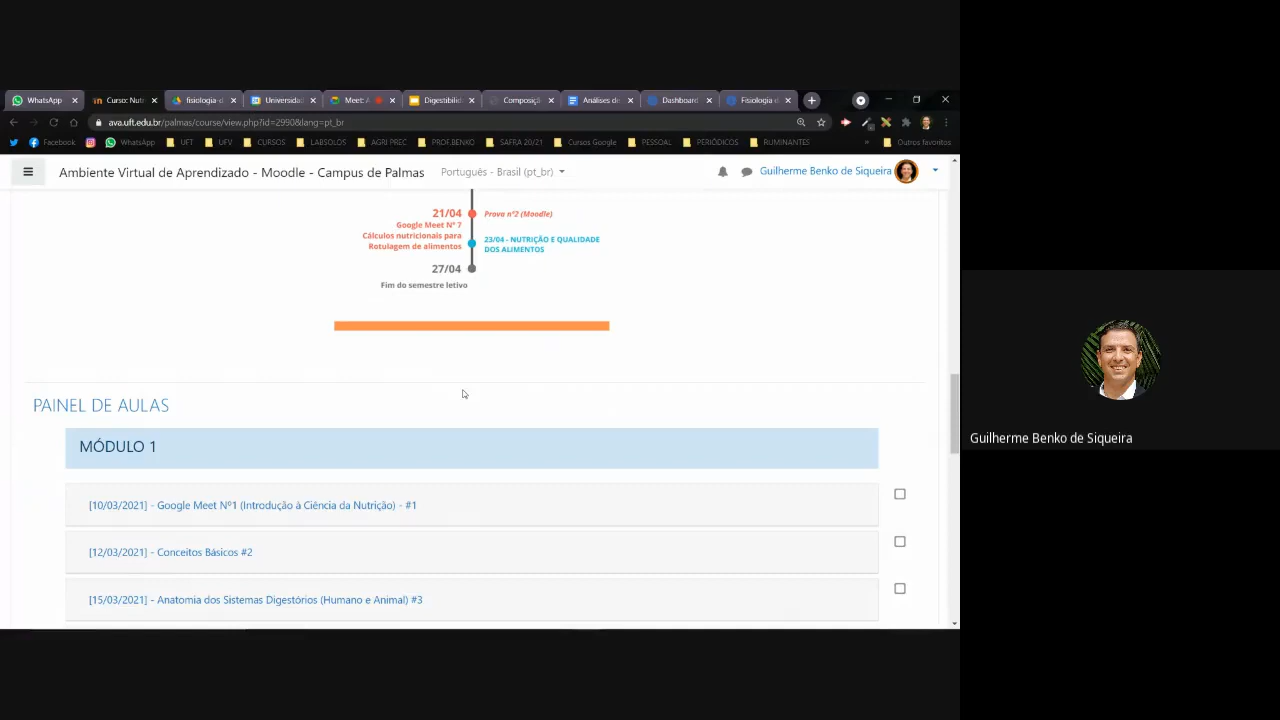 WhatsApp
Curso: Nutr
fisiologia-d
Universidad
Meet: A
Digestibilid
Composiçã
Análises de
Dashboard
Fisiologia d
ava.uft.edu.br/palmas/course/view.php?id=2990&lang=pt_br
Facebook
WhatsApp
UFT
UFV
CURSOS
LABSOLOS
AGRI PREC
PROF.BENKO
SAFRA 20/21
Cursos Google
PESSOAL
PERIÓDICOS
RUMINANTES
»
Outros favoritos
Ambiente Virtual de Aprendizado - Moodle - Campus de Palmas
Português - Brasil (pt_br)
Guilherme Benko de Siqueira
21/04
Prova nº2 (Moodle)
Google Meet Nº 7
Cálculos nutricionais para
Rotulagem de alimentos
23/04 - NUTRIÇÃO E QUALIDADE
DOS ALIMENTOS
27/04
Fim do semestre letivo
PAINEL DE AULAS
MÓDULO 1
[10/03/2021] - Google Meet Nº1 (Introdução à Ciência da Nutrição) - #1
[12/03/2021] - Conceitos Básicos #2
[15/03/2021] - Anatomia dos Sistemas Digestórios (Humano e Animal) #3
Guilherme Benko de Siqueira